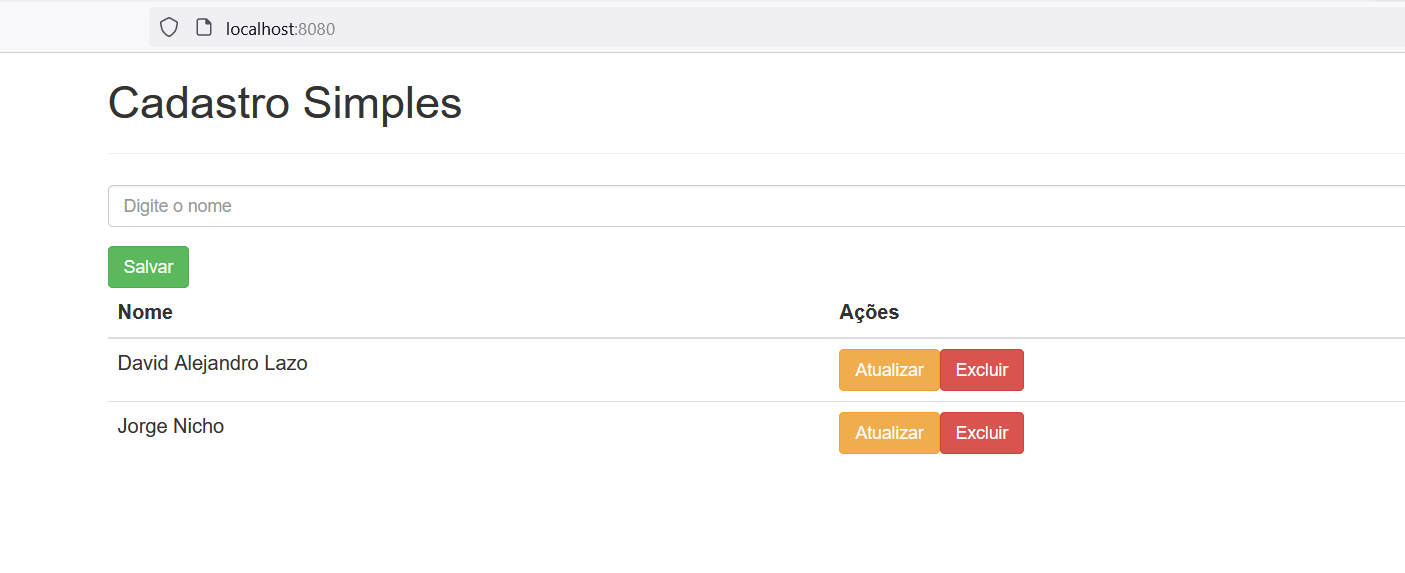 localhost:8080
Cadastro Simples
Digite o nome
Salvar
Nome Ações
David Alejandro Lazo Atualizar Excluir
Jorge Nicho Atualizar Excluir